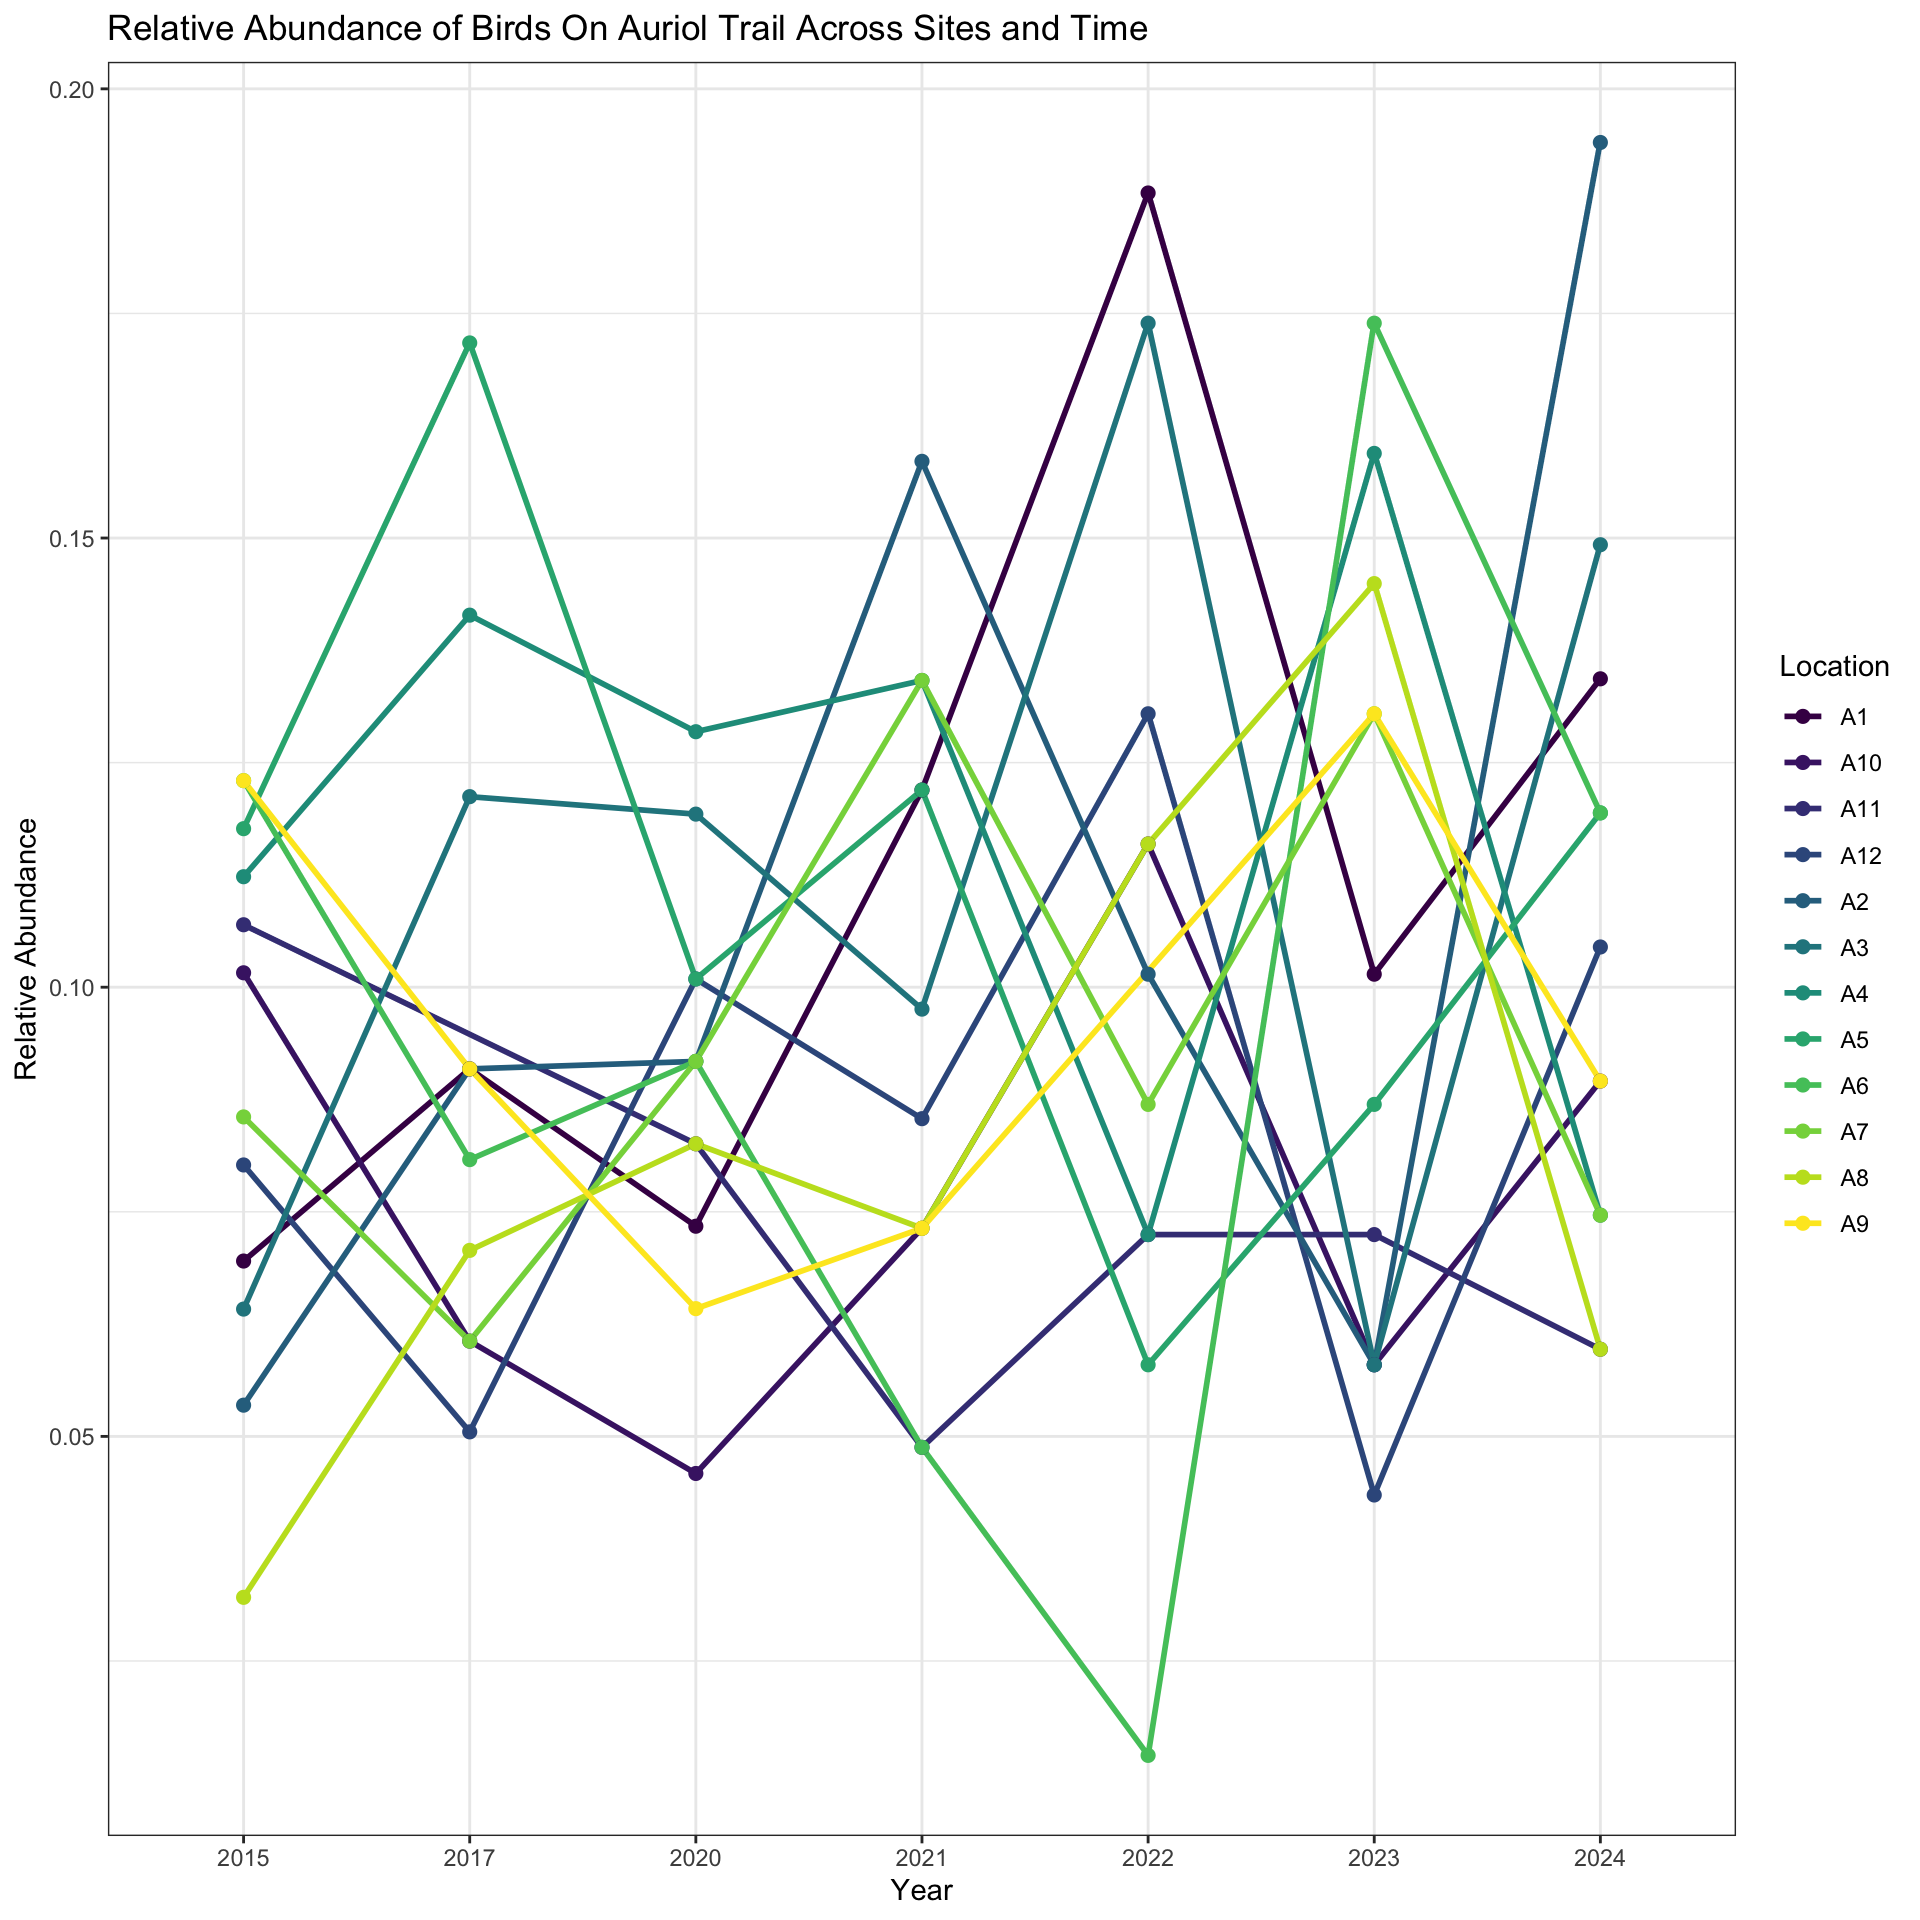 Relative Abundance of Birds On Auriol Trail Across Sites and Time
0.20
0.15
0.10
0.05
Relative Abundance
2015 2017 2020 2021 2022 2023 2024
Year
Location
A1
A10
A11
A12
A2
A3
A4
A5
A6
A7
A8
A9